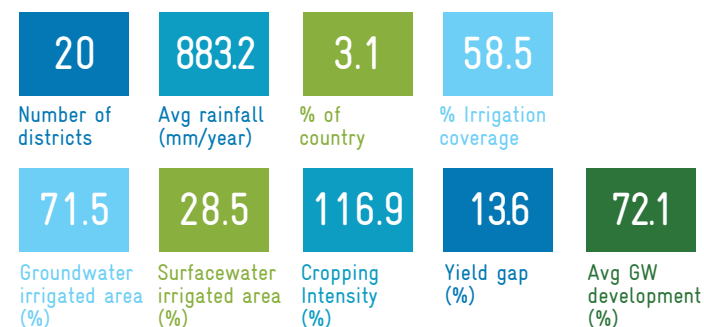 20 883.2 3.1 58.5
Number of districts
Avg rainfall (mm/year)
% of country
% Irrigation coverage
71.5 28.5 116.9 13.6 72.1
Groundwater irrigated area (%)
Surfacewater irrigated area (%)
Cropping Intensity (%)
Yield gap (%)
Avg GW development (%)